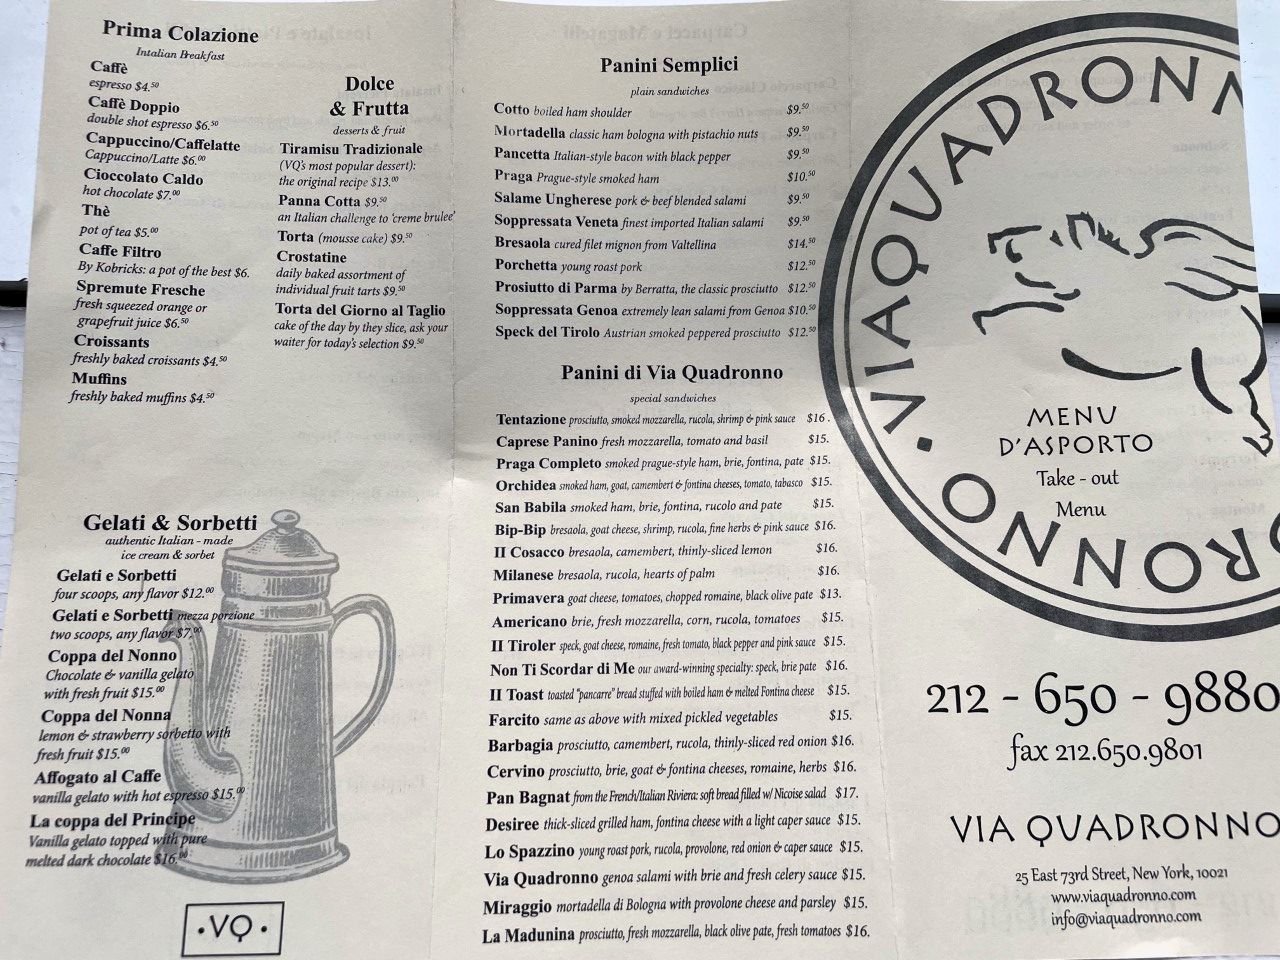 Prima Colazione
Intalian Breakfast
Caffè
espresso $4.50
Caffè Doppio
double shot espresso $6.50
Cappuccino/Caffelatte
Cappuccino/Latte $6.00
Cioccolato Caldo
hot chocolate $7.00
Thè
pot of tea $5.00
Caffe Filtro
By Kobricks: a pot of the best $6.
Spremute Fresche
fresh squeezed orange or
grapefruit juice $6.50
Croissants
freshly baked croissants $4.50
Muffins
freshly baked muffins $4.50
Dolce
& Frutta
desserts & fruit
Tiramisu Tradizionale
(VQ's most popular dessert):
the original recipe $13.00
Panna Cotta $9.50
an Italian challenge to 'creme brulee'
Torta (mousse cake) $9.50
Crostatine
daily baked assortment of
individual fruit tarts $9.50
Torta del Giorno al Taglio
cake of the day by they slice, ask your
waiter for today's selection $9.50
Gelati & Sorbetti
authentic Italian - made
ice cream & sorbet
Gelati e Sorbetti
four scoops, any flavor $12.00
Gelati e Sorbetti mezza porzione
two scoops, any flavor $7.00
Coppa del Nonno
Chocolate & vanilla gelato
with fresh fruit $15.00
Coppa del Nonna
lemon & strawberry sorbetto with
fresh fruit $15.00
Affogato al Caffe
vanilla gelato with hot espresso $15.00
La coppa del Principe
Vanilla gelato topped with pure
melted dark chocolate $16.00
·VQ·
Panini Semplici
plain sandwiches
Cotto boiled ham shoulder $9.50
Mortadella classic ham bologna with pistachio nuts $9.50
Pancetta Italian-style bacon with black pepper $9.50
Praga Prague-style smoked ham $10.50
Salame Ungherese pork & beef blended salami $9.50
Soppressata Veneta finest imported Italian salami $9.50
Bresaola cured filet mignon from Valtellina $14.50
Porchetta young roast pork $12.50
Prosiutto di Parma by Berratta, the classic prosciutto $12.50
Soppressata Genoa extremely lean salami from Genoa $10.50
Speck del Tirolo Austrian smoked peppered prosciutto $12.50
Panini di Via Quadronno
special sandwiches
Tentazione prosciutto, smoked mozzarella, rucola, shrimp & pink sauce $16.
Caprese Panino fresh mozzarella, tomato and basil $15.
Praga Completo smoked prague-style ham, brie, fontina, pate $15.
Orchidea smoked ham, goat, camembert & fontina cheeses, tomato, tabasco $15.
San Babila smoked ham, brie, fontina, rucolo and pate $15.
Bip-Bip bresaola, goat cheese, shrimp, rucola, fine herbs & pink sauce $16.
II Cosacco bresaola, camembert, thinly-sliced lemon $16.
Milanese bresaola, rucola, hearts of palm $16.
Primavera goat cheese, tomatoes, chopped romaine, black olive pate $13.
Americano brie, fresh mozzarella, corn, rucola, tomatoes $15.
II Tiroler speck, goat cheese, romaine, fresh tomato, black pepper and pink sauce $15.
Non Ti Scordar di Me our award-winning specialty: speck, brie pate $16.
II Toast toasted "pancarre" bread stuffed with boiled ham & melted Fontina cheese $15.
Farcito same as above with mixed pickled vegetables $15.
Barbagia prosciutto, camembert, rucola, thinly-sliced red onion $16.
Cervino prosciutto, brie, goat & fontina cheeses, romaine, herbs $16.
Pan Bagnat from the French/Italian Riviera: soft bread filled w/ Nicoise salad $17.
Desiree thick-sliced grilled ham, fontina cheese with a light caper sauce $15.
Lo Spazzino young roast pork, rucola, provolone, red onion & caper sauce $15.
Via Quadronno genoa salami with brie and fresh celery sauce $15.
Miraggio mortadella di Bologna with provolone cheese and parsley $15.
La Madunina prosciutto, fresh mozzarella, black olive pate, fresh tomatoes $16.
· VIAQUADRONN
RONNO
MENU
D'ASPORTO
Take - out
Menu
212 - 650 - 9880
fax 212.650.9801
VIA QUADRONNO
25 East 73rd Street, New York, 10021
www.viaquadronno.com
info@viaquadronno.com